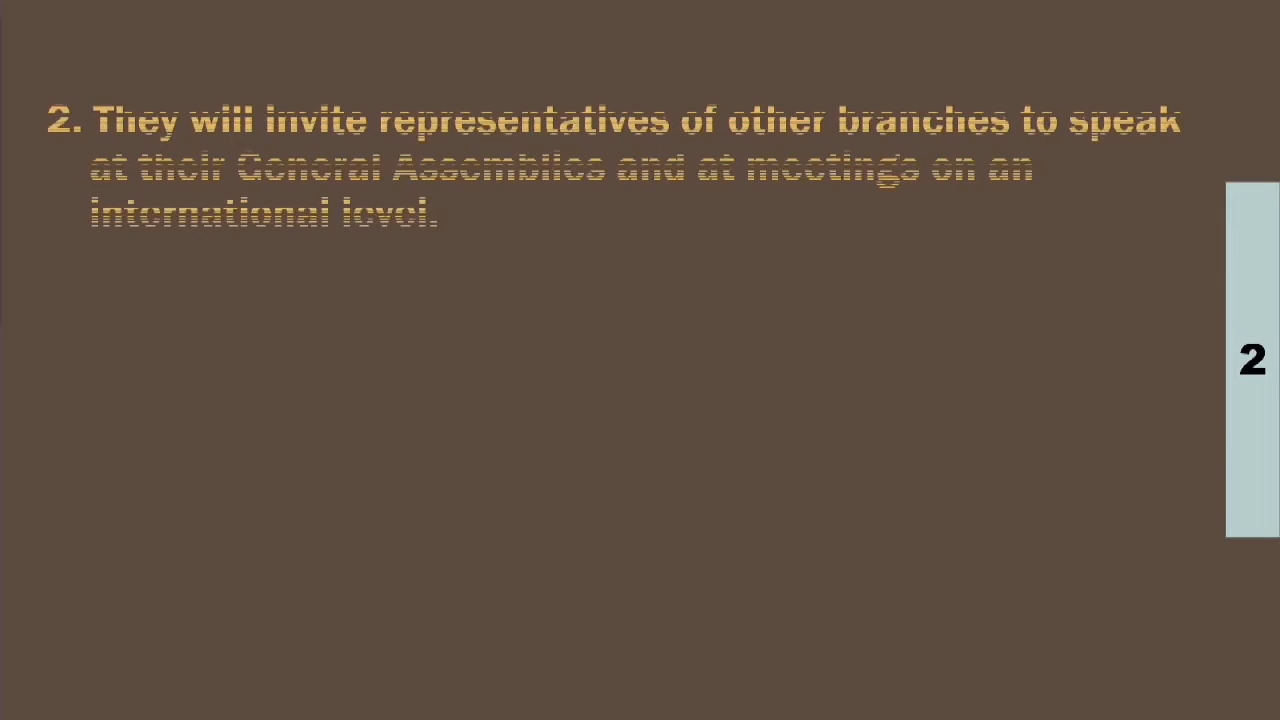 2. They will invite representatives of other branches to speak
at their General Assemblies and at meetings on an
international level.
2